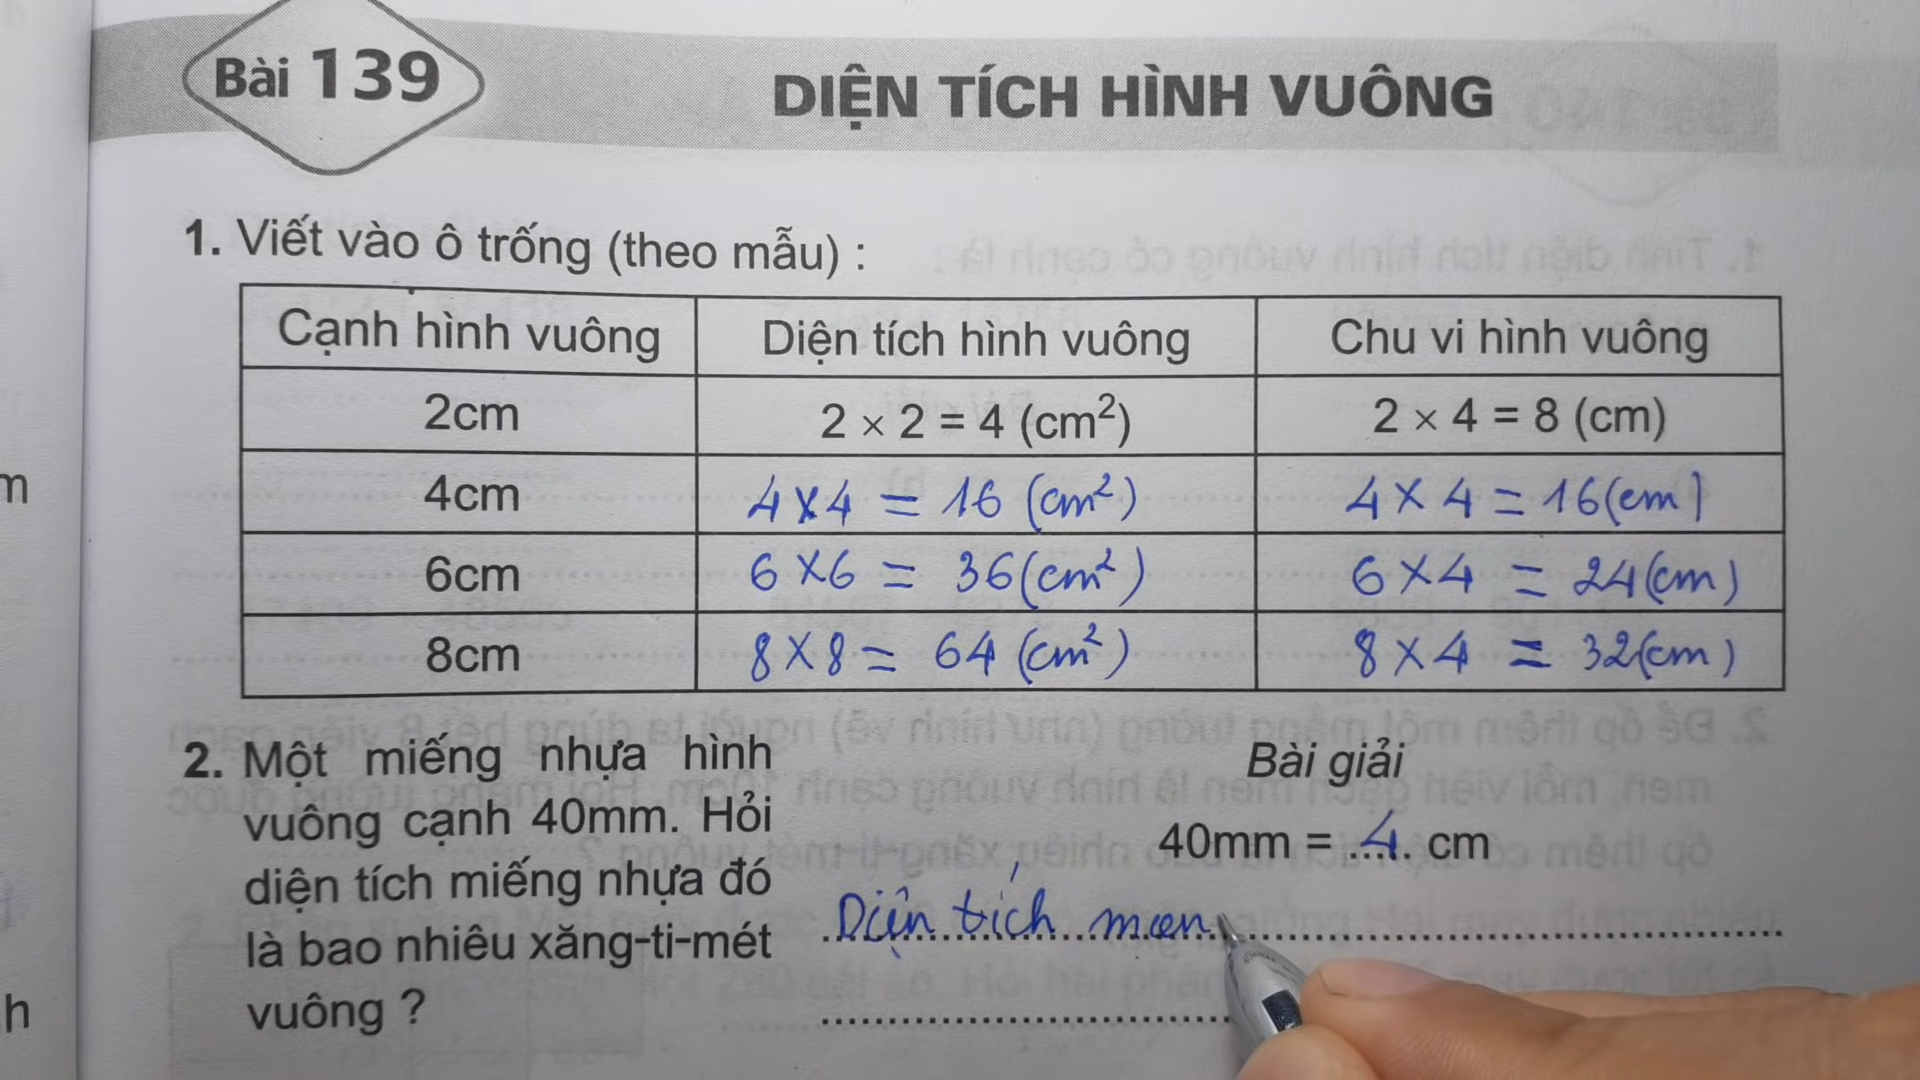 Bài 139
DIỆN TÍCH HÌNH VUÔNG
1. Viết vào ô trống (theo mẫu) :
Cạnh hình vuông Diện tích hình vuông Chu vi hình vuông
2cm 2 × 2 = 4 (cm²) 2 × 4 = 8 (cm)
4cm 4 × 4 = 16 (cm²) 4 × 4 = 16 (cm)
6cm 6 × 6 = 36 (cm²) 6 × 4 = 24 (cm)
8cm 8 × 8 = 64 (cm²) 8 × 4 = 32 (cm)
2. Một miếng nhựa hình
vuông cạnh 40mm. Hỏi
diện tích miếng nhựa đó
là bao nhiêu xăng-ti-mét
vuông ?
Bài giải
40mm = 4 cm
Diện tích
m
h